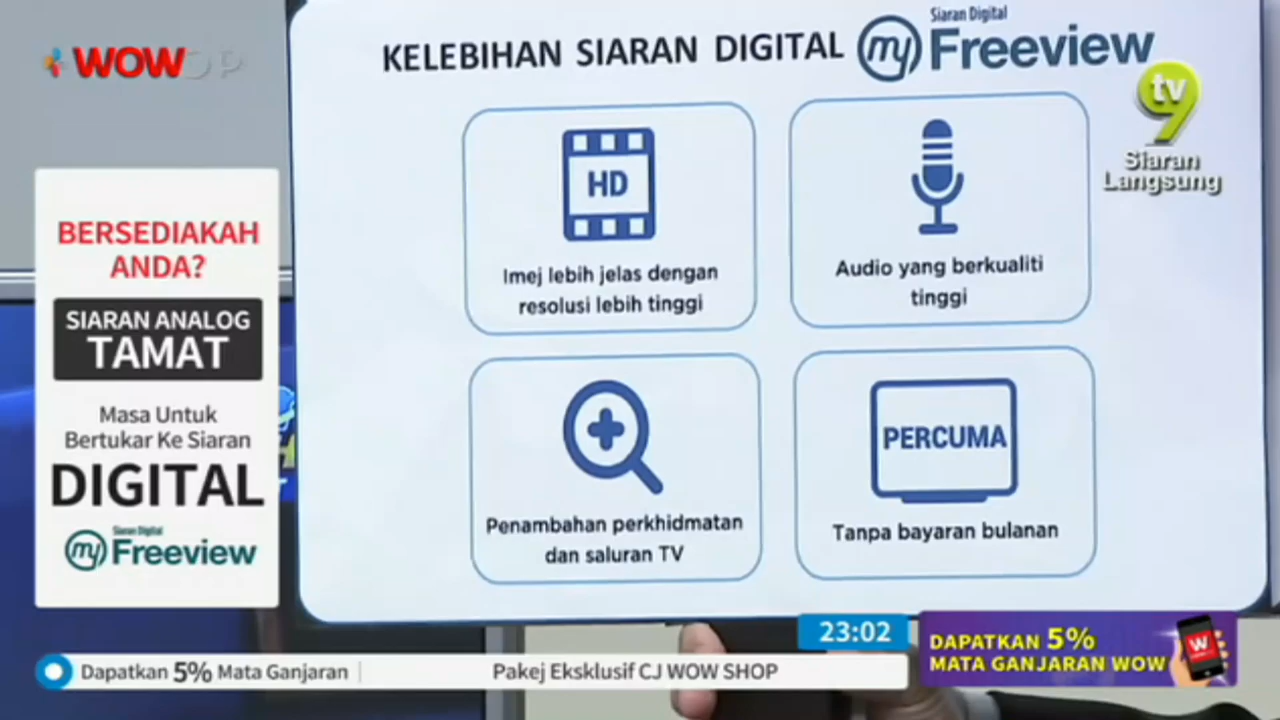 WOW
KELEBIHAN SIARAN DIGITAL
Siaran Digital
my Freeview
tv
9
Siaran
Langsung
BERSEDIAKAH
ANDA?
SIARAN ANALOG
TAMAT
Masa Untuk
Bertukar Ke Siaran
DIGITAL
Siaran Digital
my Freeview
HD
Imej lebih jelas dengan
resolusi lebih tinggi
Audio yang berkualiti
tinggi
Penambahan perkhidmatan
dan saluran TV
PERCUMA
Tanpa bayaran bulanan
23:02
DAPATKAN 5%
MATA GANJARAN WOW
W
Dapatkan 5% Mata Ganjaran
Pakej Eksklusif CJ WOW SHOP